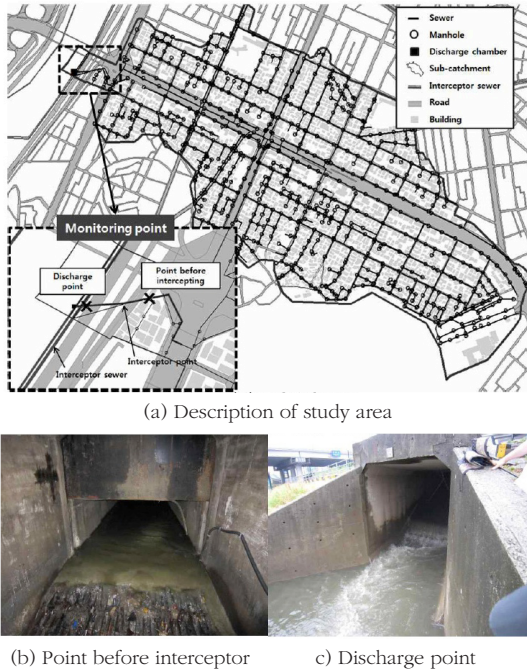 Sewer
Manhole
Discharge chamber
Sub-catchment
Interceptor sewer
Road
Building
Monitoring point
Discharge
point
Point before
intercepting
Interceptor point
Interceptor sewer
(a) Description of study area
(b) Point before interceptor
c) Discharge point